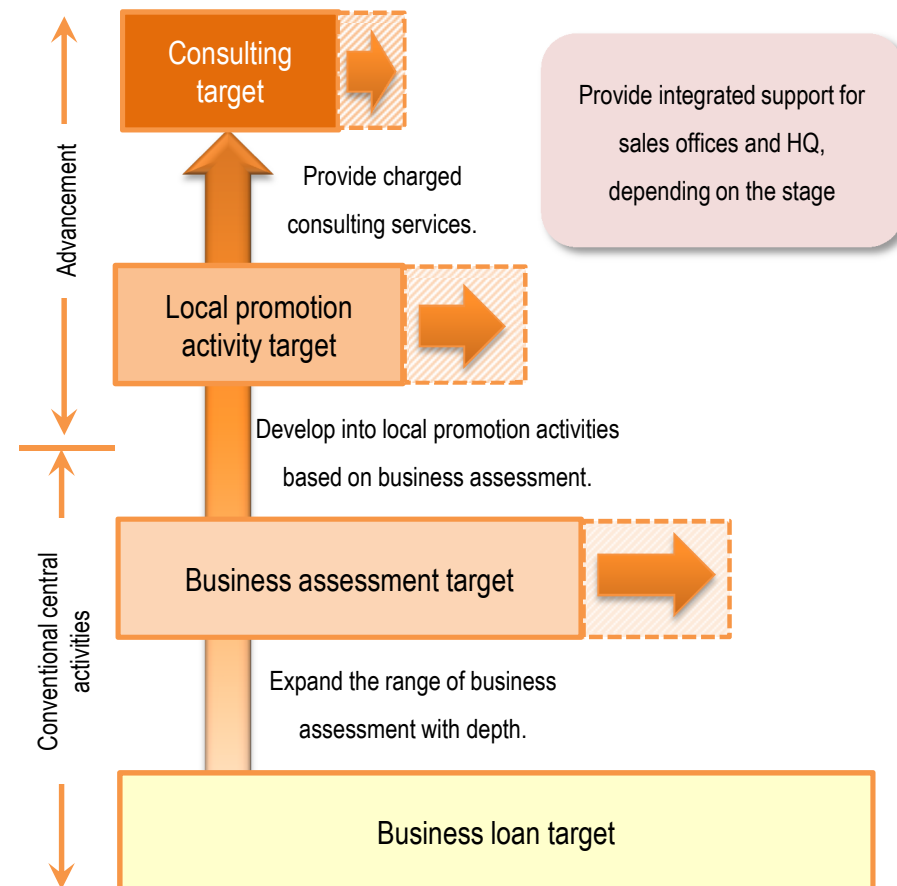 Consulting
target
Provide integrated support for
sales offices and HQ,
depending on the stage
Provide charged
consulting services.
Advancement
Local promotion
activity target
Develop into local promotion activities
based on business assessment.
Business assessment target
Conventional central
activities
Expand the range of business
assessment with depth.
Business loan target